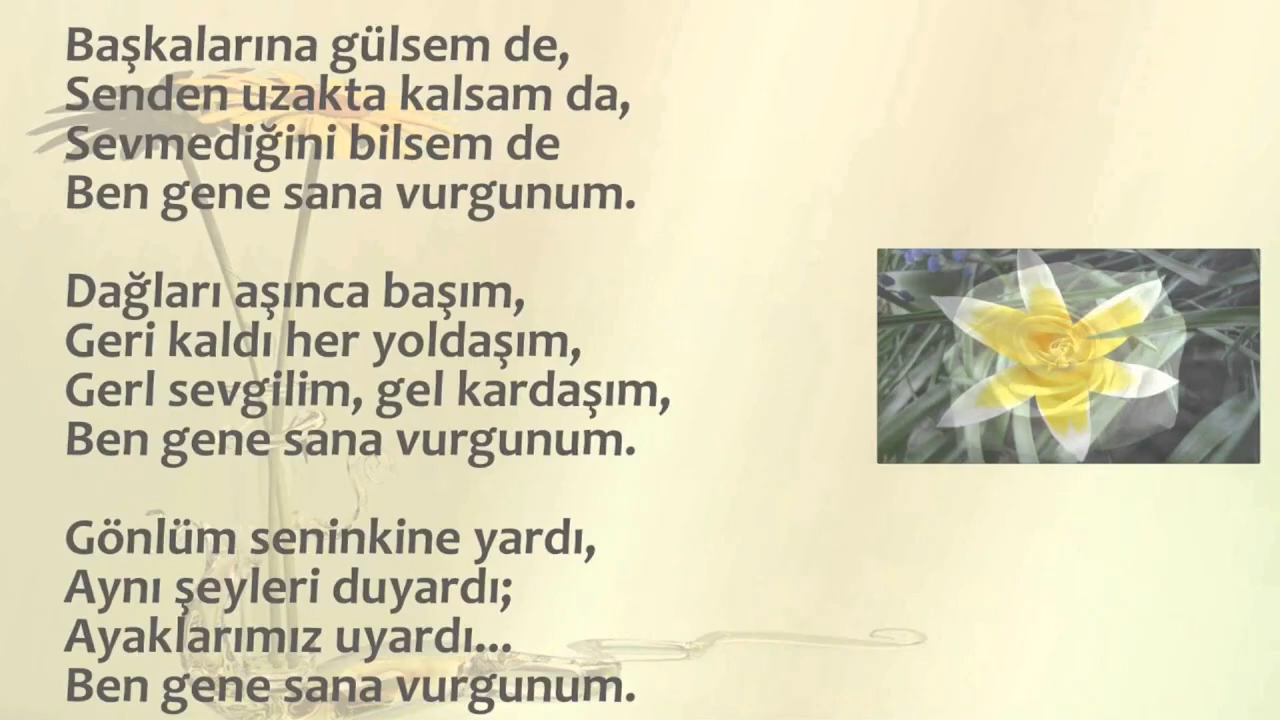 Başkalarına gülsem de,
Senden uzakta kalsam da,
Sevmediğini bilsem de
Ben gene sana vurgunum.
Dağları aşınca başım,
Geri kaldı her yoldaşım,
Gerl sevgilim, gel kardaşım,
Ben gene sana vurgunum.
Gönlüm seninkine yardı,
Aynı şeyleri duyardı;
Ayaklarımız uyardı...
Ben gene sana vurgunum.